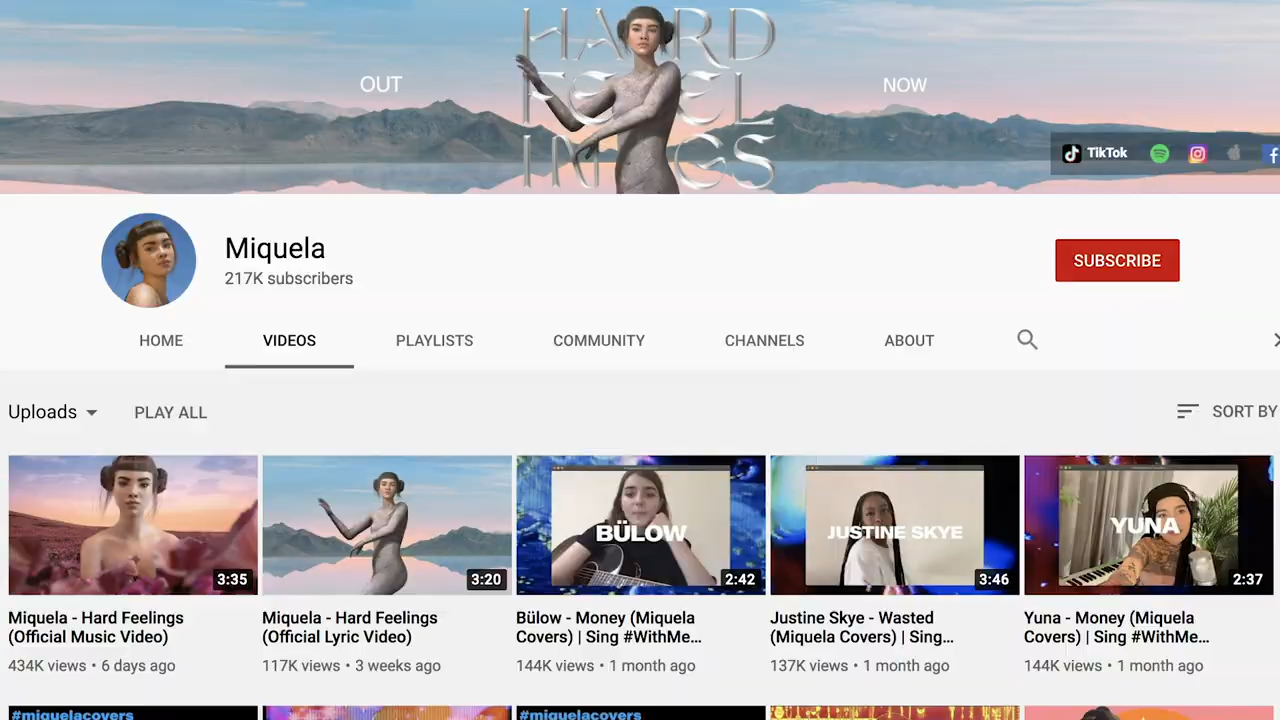 HARD
FEEL
INGS
OUT
NOW
TikTok
Miquela
217K subscribers
SUBSCRIBE
HOME
VIDEOS
PLAYLISTS
COMMUNITY
CHANNELS
ABOUT
Uploads
PLAY ALL
SORT BY
3:35
3:20
BÜLOW
2:42
JUSTINE SKYE
3:46
YUNA
2:37
Miquela - Hard Feelings
(Official Music Video)
434K views • 6 days ago
Miquela - Hard Feelings
(Official Lyric Video)
117K views • 3 weeks ago
Bülow - Money (Miquela
Covers) | Sing #WithMe...
144K views • 1 month ago
Justine Skye - Wasted
(Miquela Covers) | Sing...
137K views • 1 month ago
Yuna - Money (Miquela
Covers) | Sing #WithMe...
144K views • 1 month ago
#miquelacovers
#miquelacovers